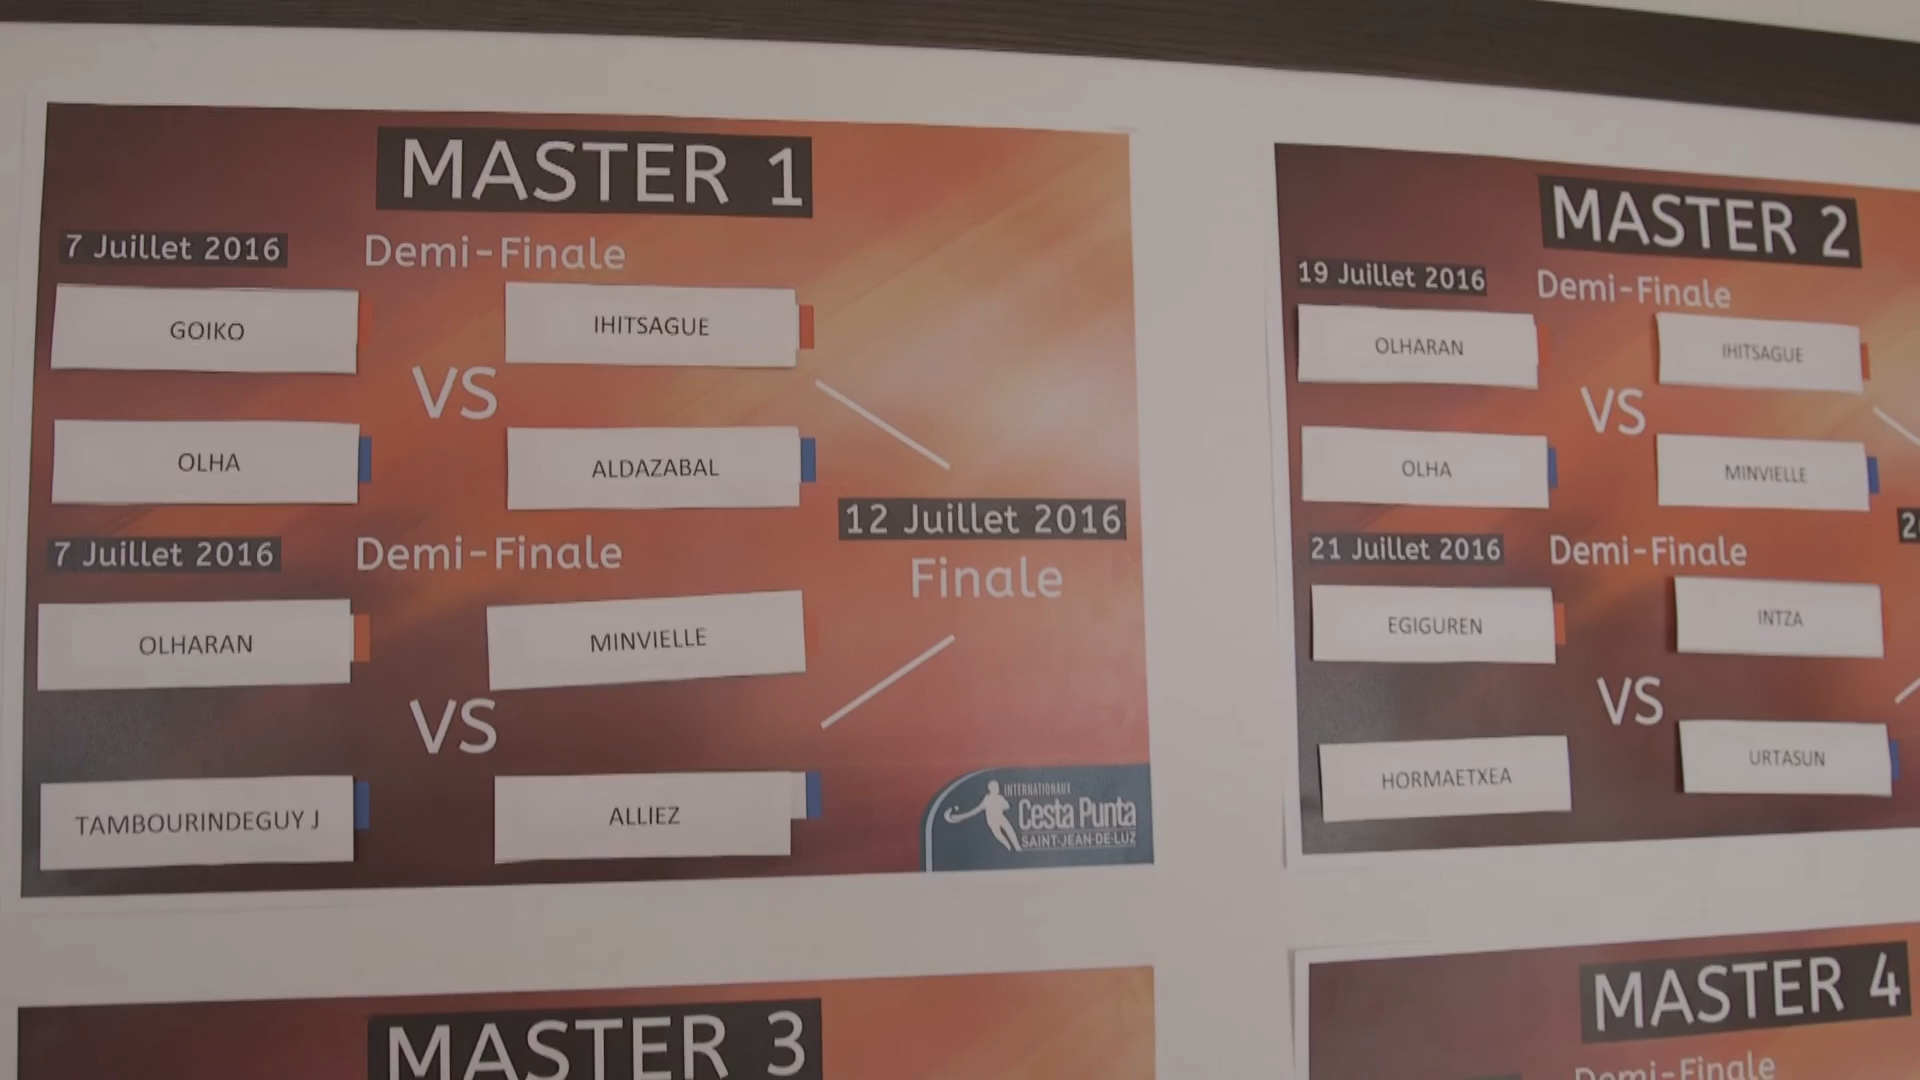 MASTER 1
7 Juillet 2016 Demi-Finale
GOIKO IHITSAGUE
VS
OLHA ALDAZABAL
12 Juillet 2016
7 Juillet 2016 Demi-Finale
Finale
OLHARAN MINVIELLE
VS
TAMBOURINDEGUY J ALLIEZ
INTERNATIONAUX
Cesta Punta
SAINT-JEAN-DE-LUZ
MASTER 2
19 Juillet 2016 Demi-Finale
OLHARAN IHITSAGUE
VS
OLHA MINVIELLE
2
21 Juillet 2016 Demi-Finale
EGIGUREN INTZA
VS
HORMAETXEA URTASUN
MASTER 3
MASTER 4
Demi-Finale